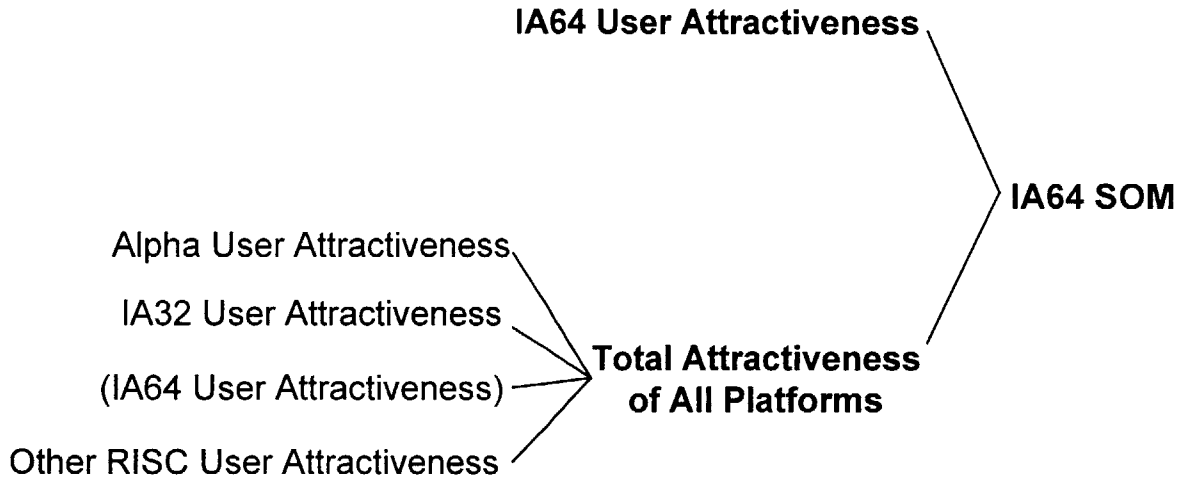 IA64 User Attractiveness
IA64 SOM
Alpha User Attractiveness
IA32 User Attractiveness
(IA64 User Attractiveness)
Other RISC User Attractiveness
Total Attractiveness
of All Platforms